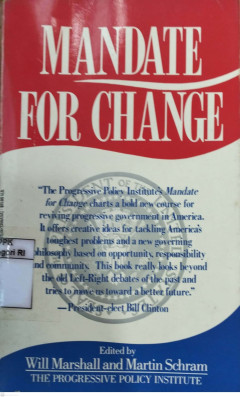 MANDATE
FOR CHANGE
"The Progressive Policy Institute's Mandate
for Change charts a bold new course for
reviving progressive government in America.
It offers creative ideas for tackling America's
toughest problems and a new governing
philosophy based on opportunity, responsibility
and community. This book really looks beyond
the old Left-Right debates of the past and
tries to move us toward a better future."
—President-elect Bill Clinton
Edited by
Will Marshall and Martin Schram
THE PROGRESSIVE POLICY INSTITUTE